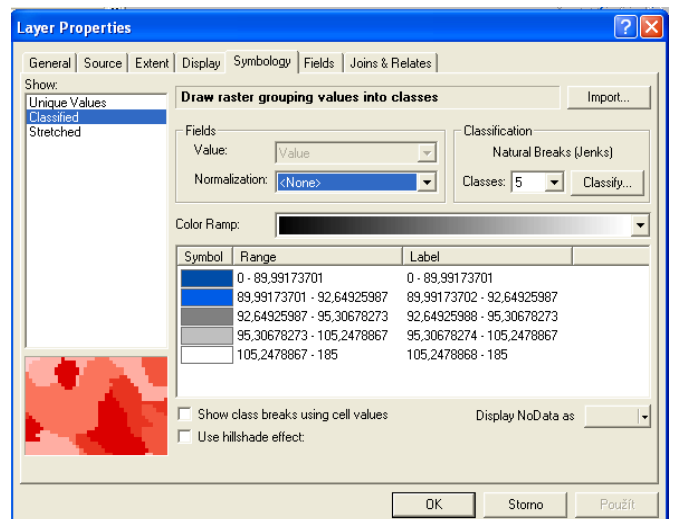 Layer Properties
General Source Extent Display Symbology Fields Joins & Relates
Show:
Unique Values
Classified
Stretched
Draw raster grouping values into classes
Import...
Fields
Value: Value
Normalization: <None>
Classification
Natural Breaks (Jenks)
Classes: 5 Classify...
Color Ramp:
Symbol Range Label
0 - 89,99173701 0 - 89,99173701
89,99173701 - 92,64925987 89,99173702 - 92,64925987
92,64925987 - 95,30678273 92,64925988 - 95,30678273
95,30678273 - 105,2478867 95,30678274 - 105,2478867
105,2478867 - 185 105,2478868 - 185
Show class breaks using cell values
Display NoData as
Use hillshade effect:
OK Storno Použít